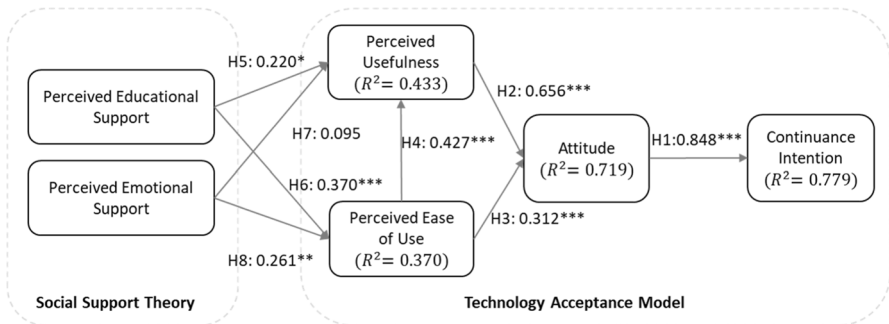 Perceived Educational
Support
Perceived Emotional
Support
Social Support Theory
H5: 0.220*
H7: 0.095
H6: 0.370***
H8: 0.261**
Perceived
Usefulness
(R²= 0.433)
H4: 0.427***
Perceived Ease
of Use
(R²= 0.370)
H2: 0.656***
H3: 0.312***
Attitude
(R²= 0.719)
H1:0.848***
Continuance
Intention
(R²= 0.779)
Technology Acceptance Model